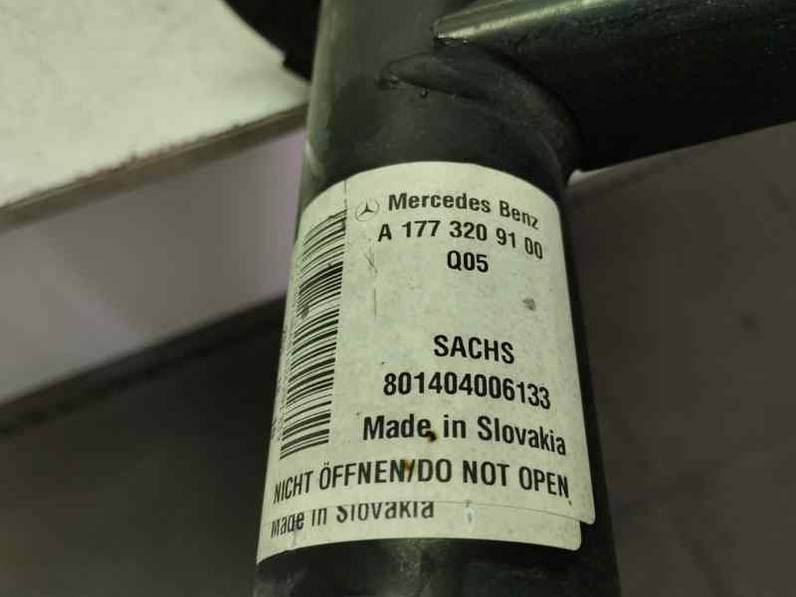 Mercedes Benz
A 177 320 91 00
Q05
SACHS
801404006133
Made in Slovakia
NICHT ÖFFNEN/DO NOT OPEN
Made in Slovakia